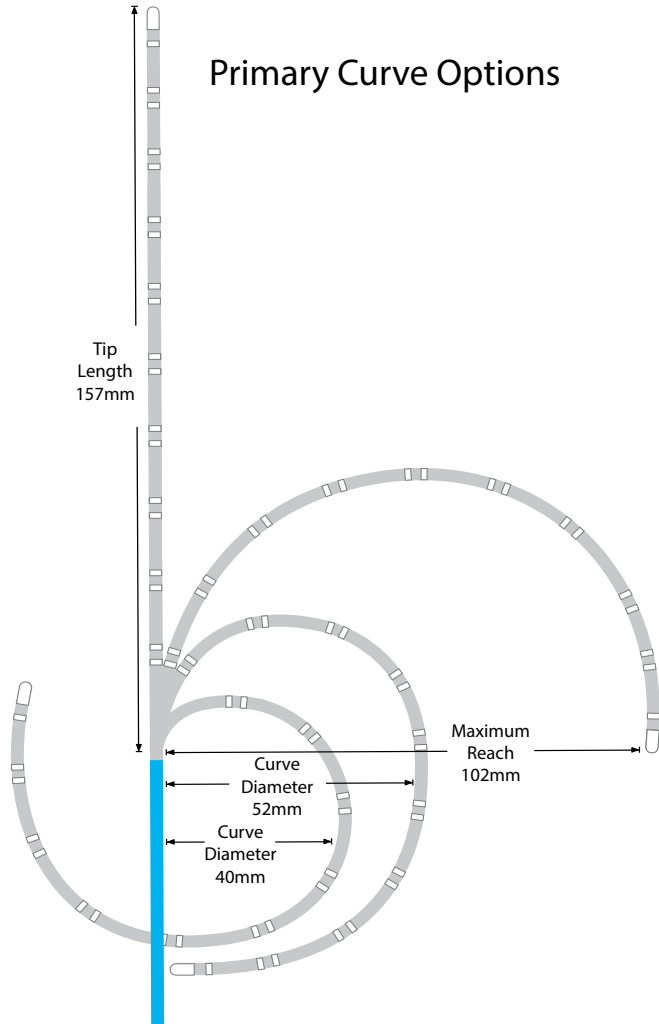 Primary Curve Options
Tip
Length
157mm
Maximum
Reach
102mm
Curve
Diameter
52mm
Curve
Diameter
40mm